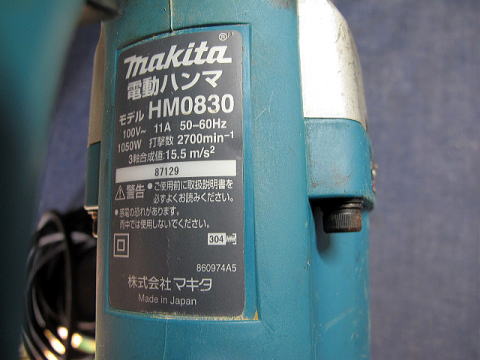 makita®
電動ハンマ
モデル HM0830
100V~ 11A 50-60Hz
1050W 打撃数 2700min⁻¹
3軸合成値:15.5 m/s²
87129
⚠警告 ●ご使用前に取扱説明書を
必ずよくお読みください。
●感電の恐れがあります。
雨中では使用しないでください。
304
860974A5
株式会社マキタ
Made in Japan